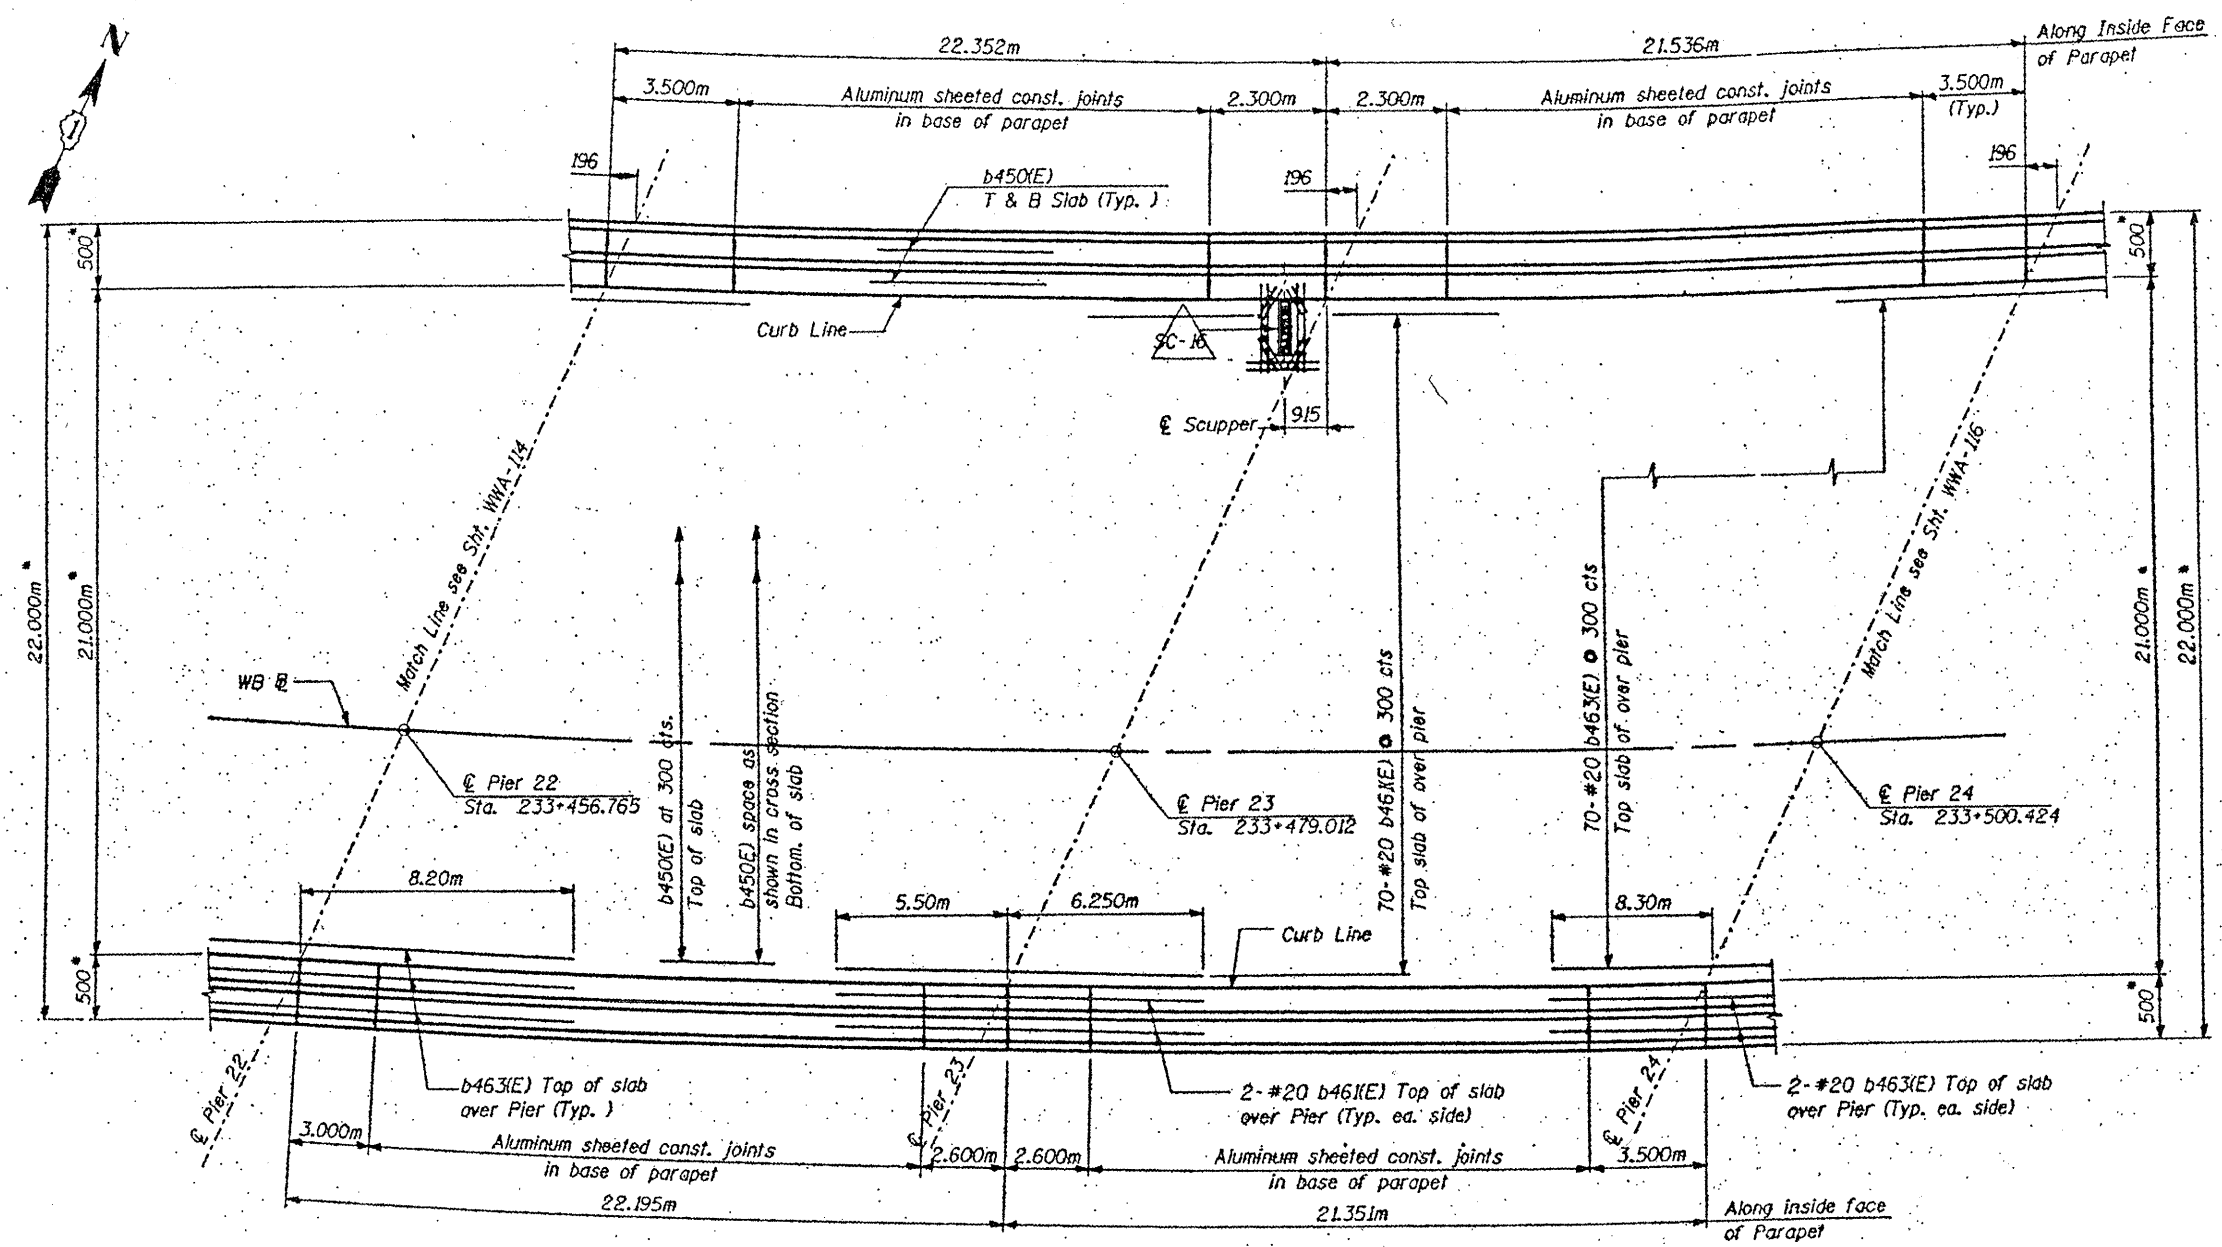 N
1
22.352m
21.536m
Along Inside Face
of Parapet
3.500m
Aluminum sheeted const. joints
in base of parapet
2.300m
2.300m
Aluminum sheeted const. joints
in base of parapet
3.500m
(Typ.)
196
b450(E)
T & B Slab (Typ. )
196
196
500*
500*
Curb Line
SC-16
℄ Scupper
915
22.000m*
21.000m*
Match Line see Sht. WWA-114
Match Line see Sht. WWA-116
21.000m*
22.000m*
WB ℄
b450(E) at 300 cts.
Top of slab
b450(E) space as
shown in cross section
Bottom. of slab
70-#20 b461(E) @ 300 cts
Top slab of over pier
70-#20 b463(E) @ 300 cts
Top slab of over pier
℄ Pier 22
Sta. 233+456.765
℄ Pier 23
Sta. 233+479.012
℄ Pier 24
Sta. 233+500.424
8.20m
5.50m
6.250m
8.30m
Curb Line
500*
500*
℄ Pier 22
℄ Pier 23
℄ Pier 24
b463(E) Top of slab
over Pier (Typ. )
2-#20 b461(E) Top of slab
over Pier (Typ. ea. side)
2-#20 b463(E) Top of slab
over Pier (Typ. ea. side)
3.000m
Aluminum sheeted const. joints
in base of parapet
2.600m
2.600m
Aluminum sheeted const. joints
in base of parapet
3.500m
22.195m
21.351m
Along inside face
of Parapet